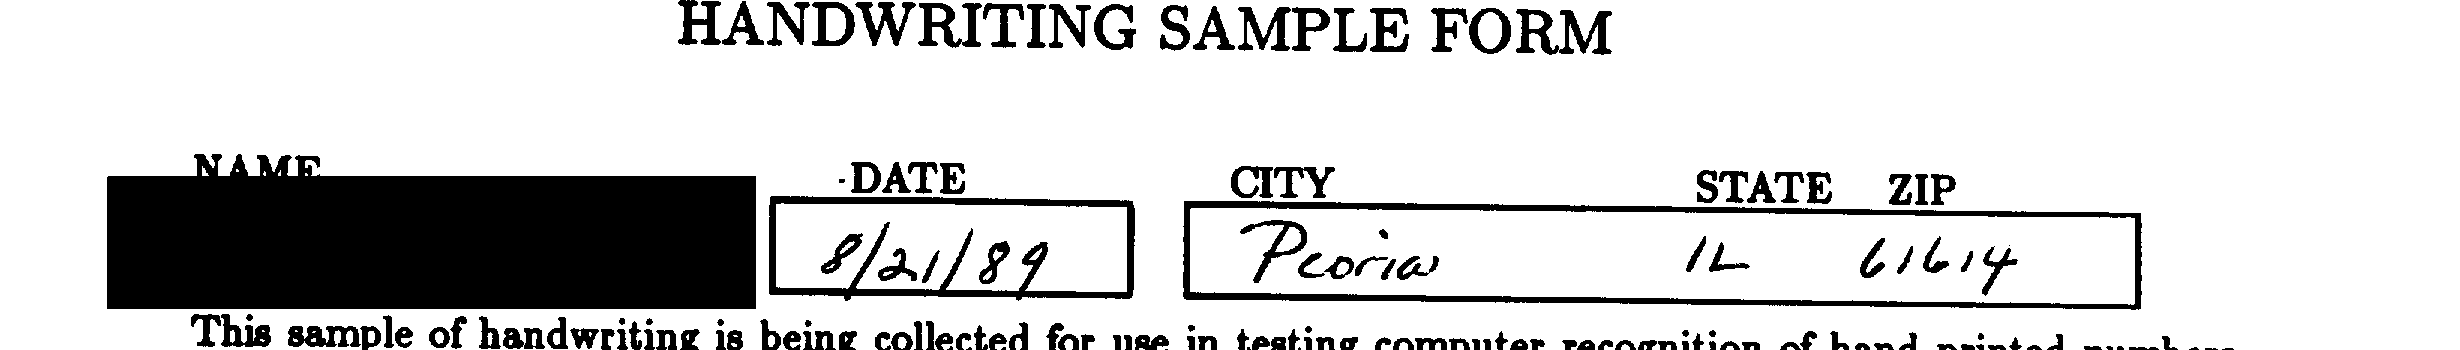 HANDWRITING SAMPLE FORM
NAME DATE CITY STATE ZIP
8/21/89 Peoria IL 61614
This sample of handwriting is being collected for use in testing computer recognition of hand printed numbers